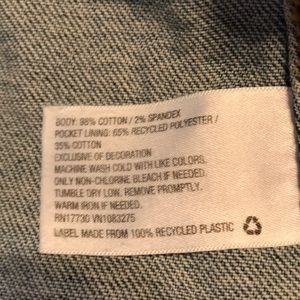 BODY: 98% COTTON / 2% SPANDEX
POCKET LINING: 65% RECYCLED POLYESTER /
35% COTTON
EXCLUSIVE OF DECORATION
MACHINE WASH COLD WITH LIKE COLORS.
ONLY NON-CHLORINE BLEACH IF NEEDED.
TUMBLE DRY LOW. REMOVE PROMPTLY.
WARM IRON IF NEEDED.
RN17730 VN1083275
LABEL MADE FROM 100% RECYCLED PLASTIC